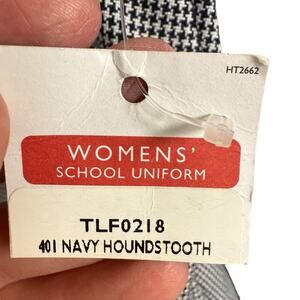 HT2662
WOMENS'
SCHOOL UNIFORM
TLF0218
401 NAVY HOUNDSTOOTH